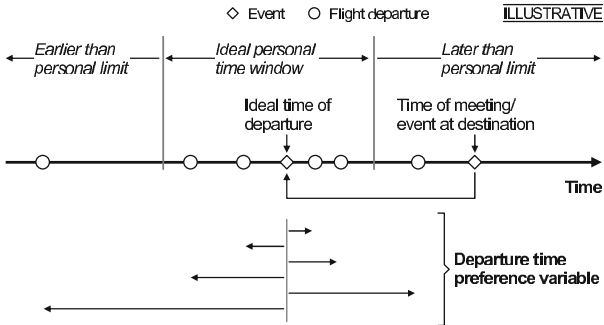 Event
Flight departure
ILLUSTRATIVE
Earlier than
personal limit
Ideal personal
time window
Later than
personal limit
Ideal time of
departure
Time of meeting/
event at destination
Time
Departure time
preference variable